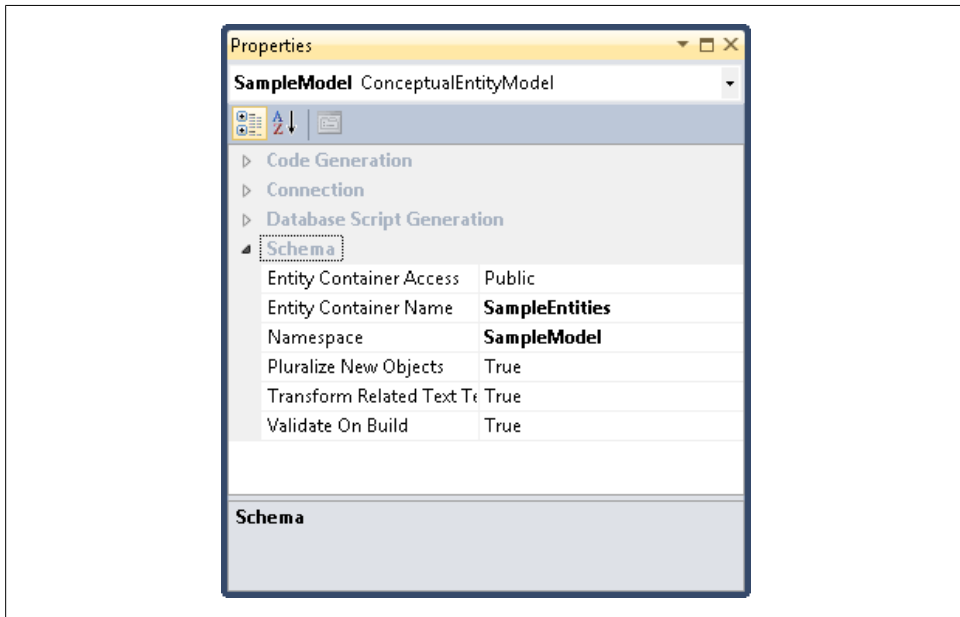 Properties
SampleModel ConceptualEntityModel
A Z
Code Generation
Connection
Database Script Generation
Schema
Entity Container Access Public
Entity Container Name SampleEntities
Namespace SampleModel
Pluralize New Objects True
Transform Related Text Te True
Validate On Build True
Schema